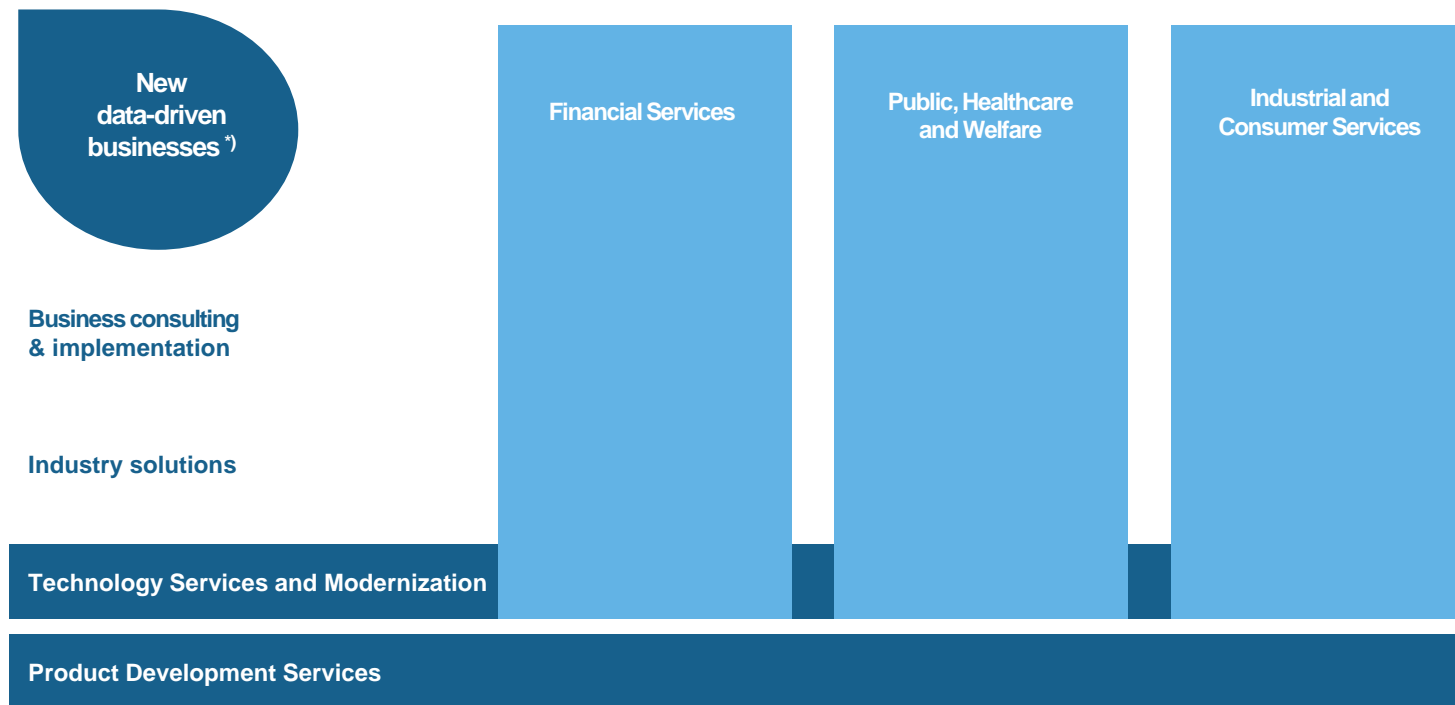 New
data-driven
businesses *)
Financial Services
Public, Healthcare
and Welfare
Industrial and
Consumer Services
Business consulting
& implementation
Industry solutions
Technology Services and Modernization
Product Development Services